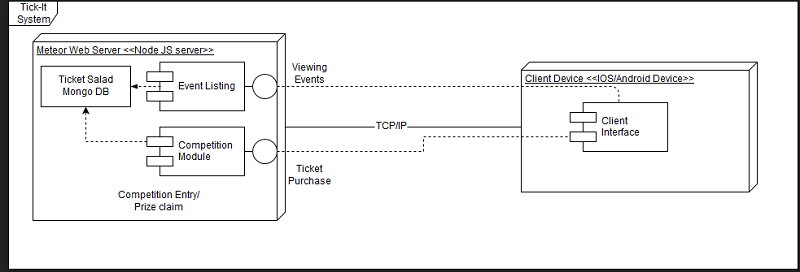 Tick-It
System
Meteor Web Server <<Node JS server>>
Ticket Salad
Mongo DB
Event Listing
Viewing
Events
Client Device <<IOS/Android Device>>
Client
Interface
TCP/IP
Competition
Module
Ticket
Purchase
Competition Entry/
Prize claim